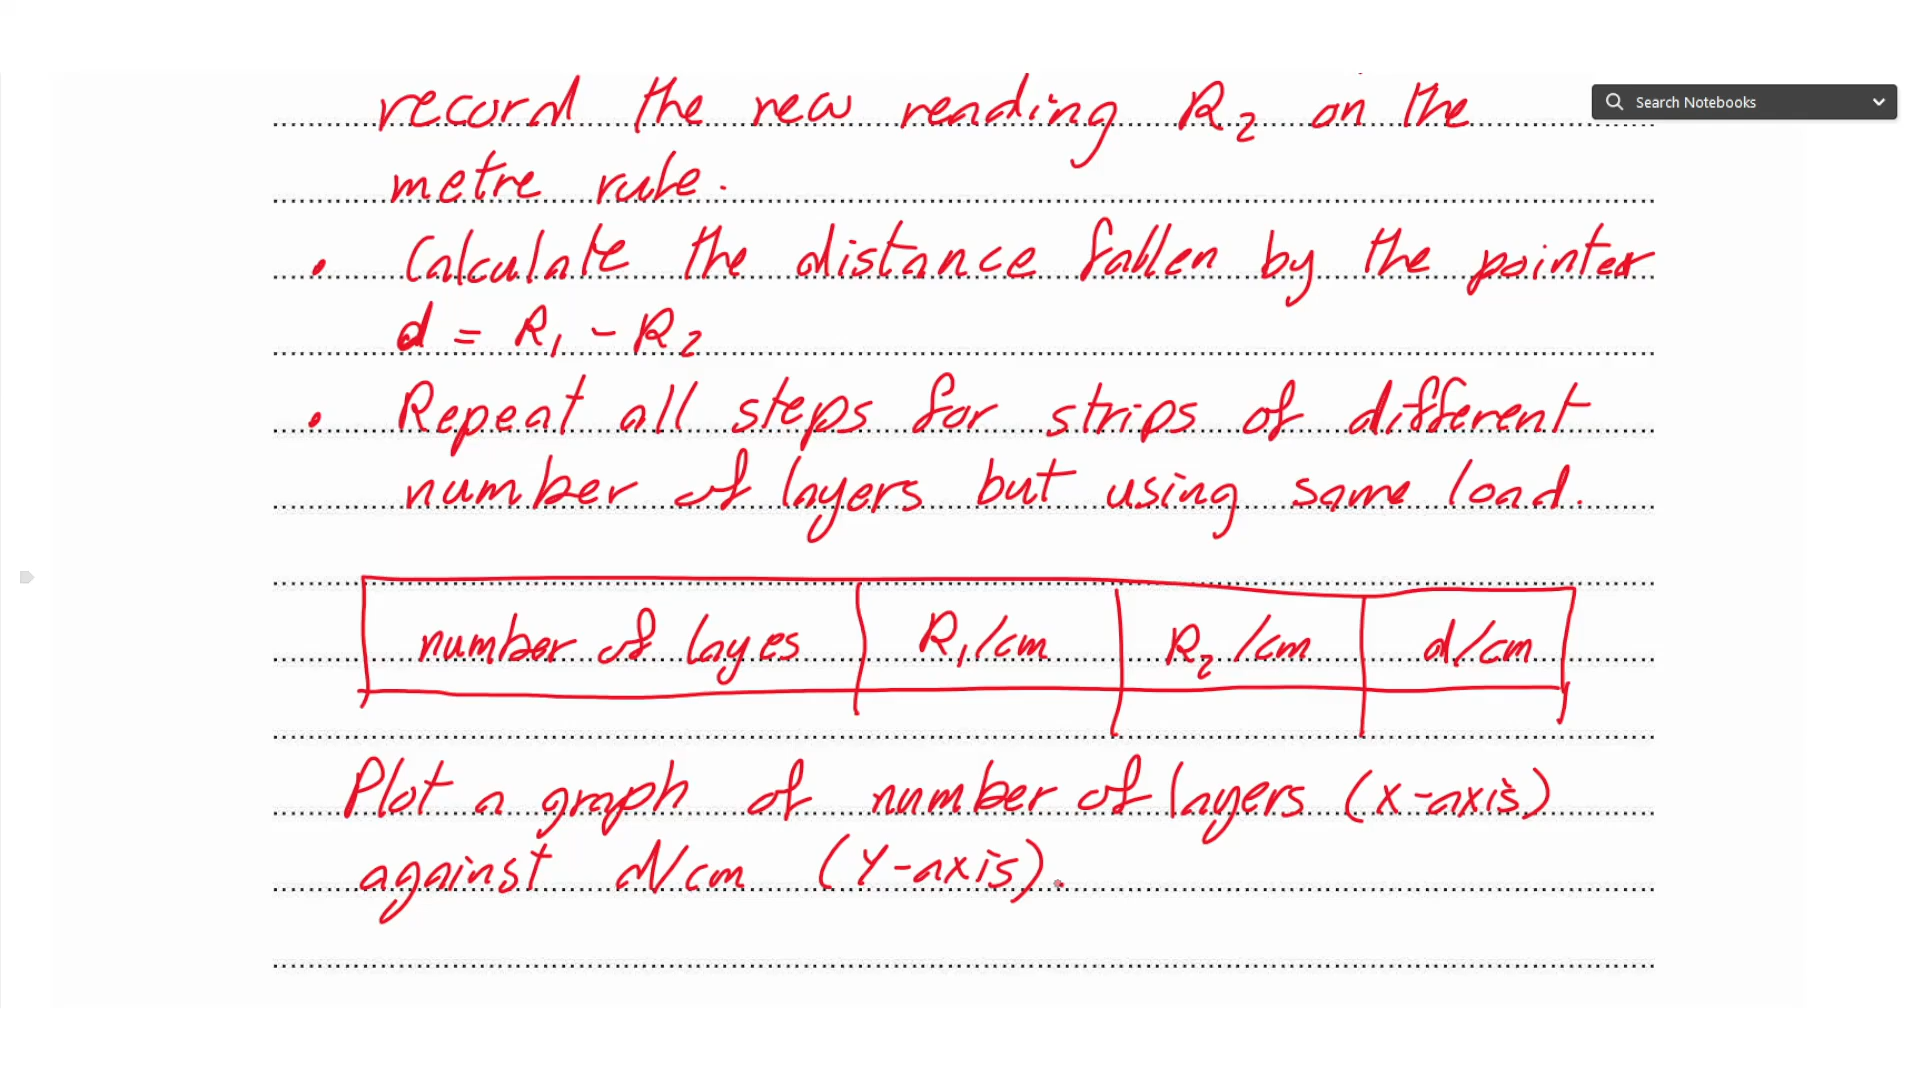 record the new reading R₂ on the
Search Notebooks
metre rule.
• Calculate the distance fallen by the pointer
d = R₁ - R₂
• Repeat all steps for strips of different
number of layers but using same load.
number of layes R₁/cm R₂/cm d/cm
Plot a graph of number of layers (X-axis)
against d/cm (Y-axis).